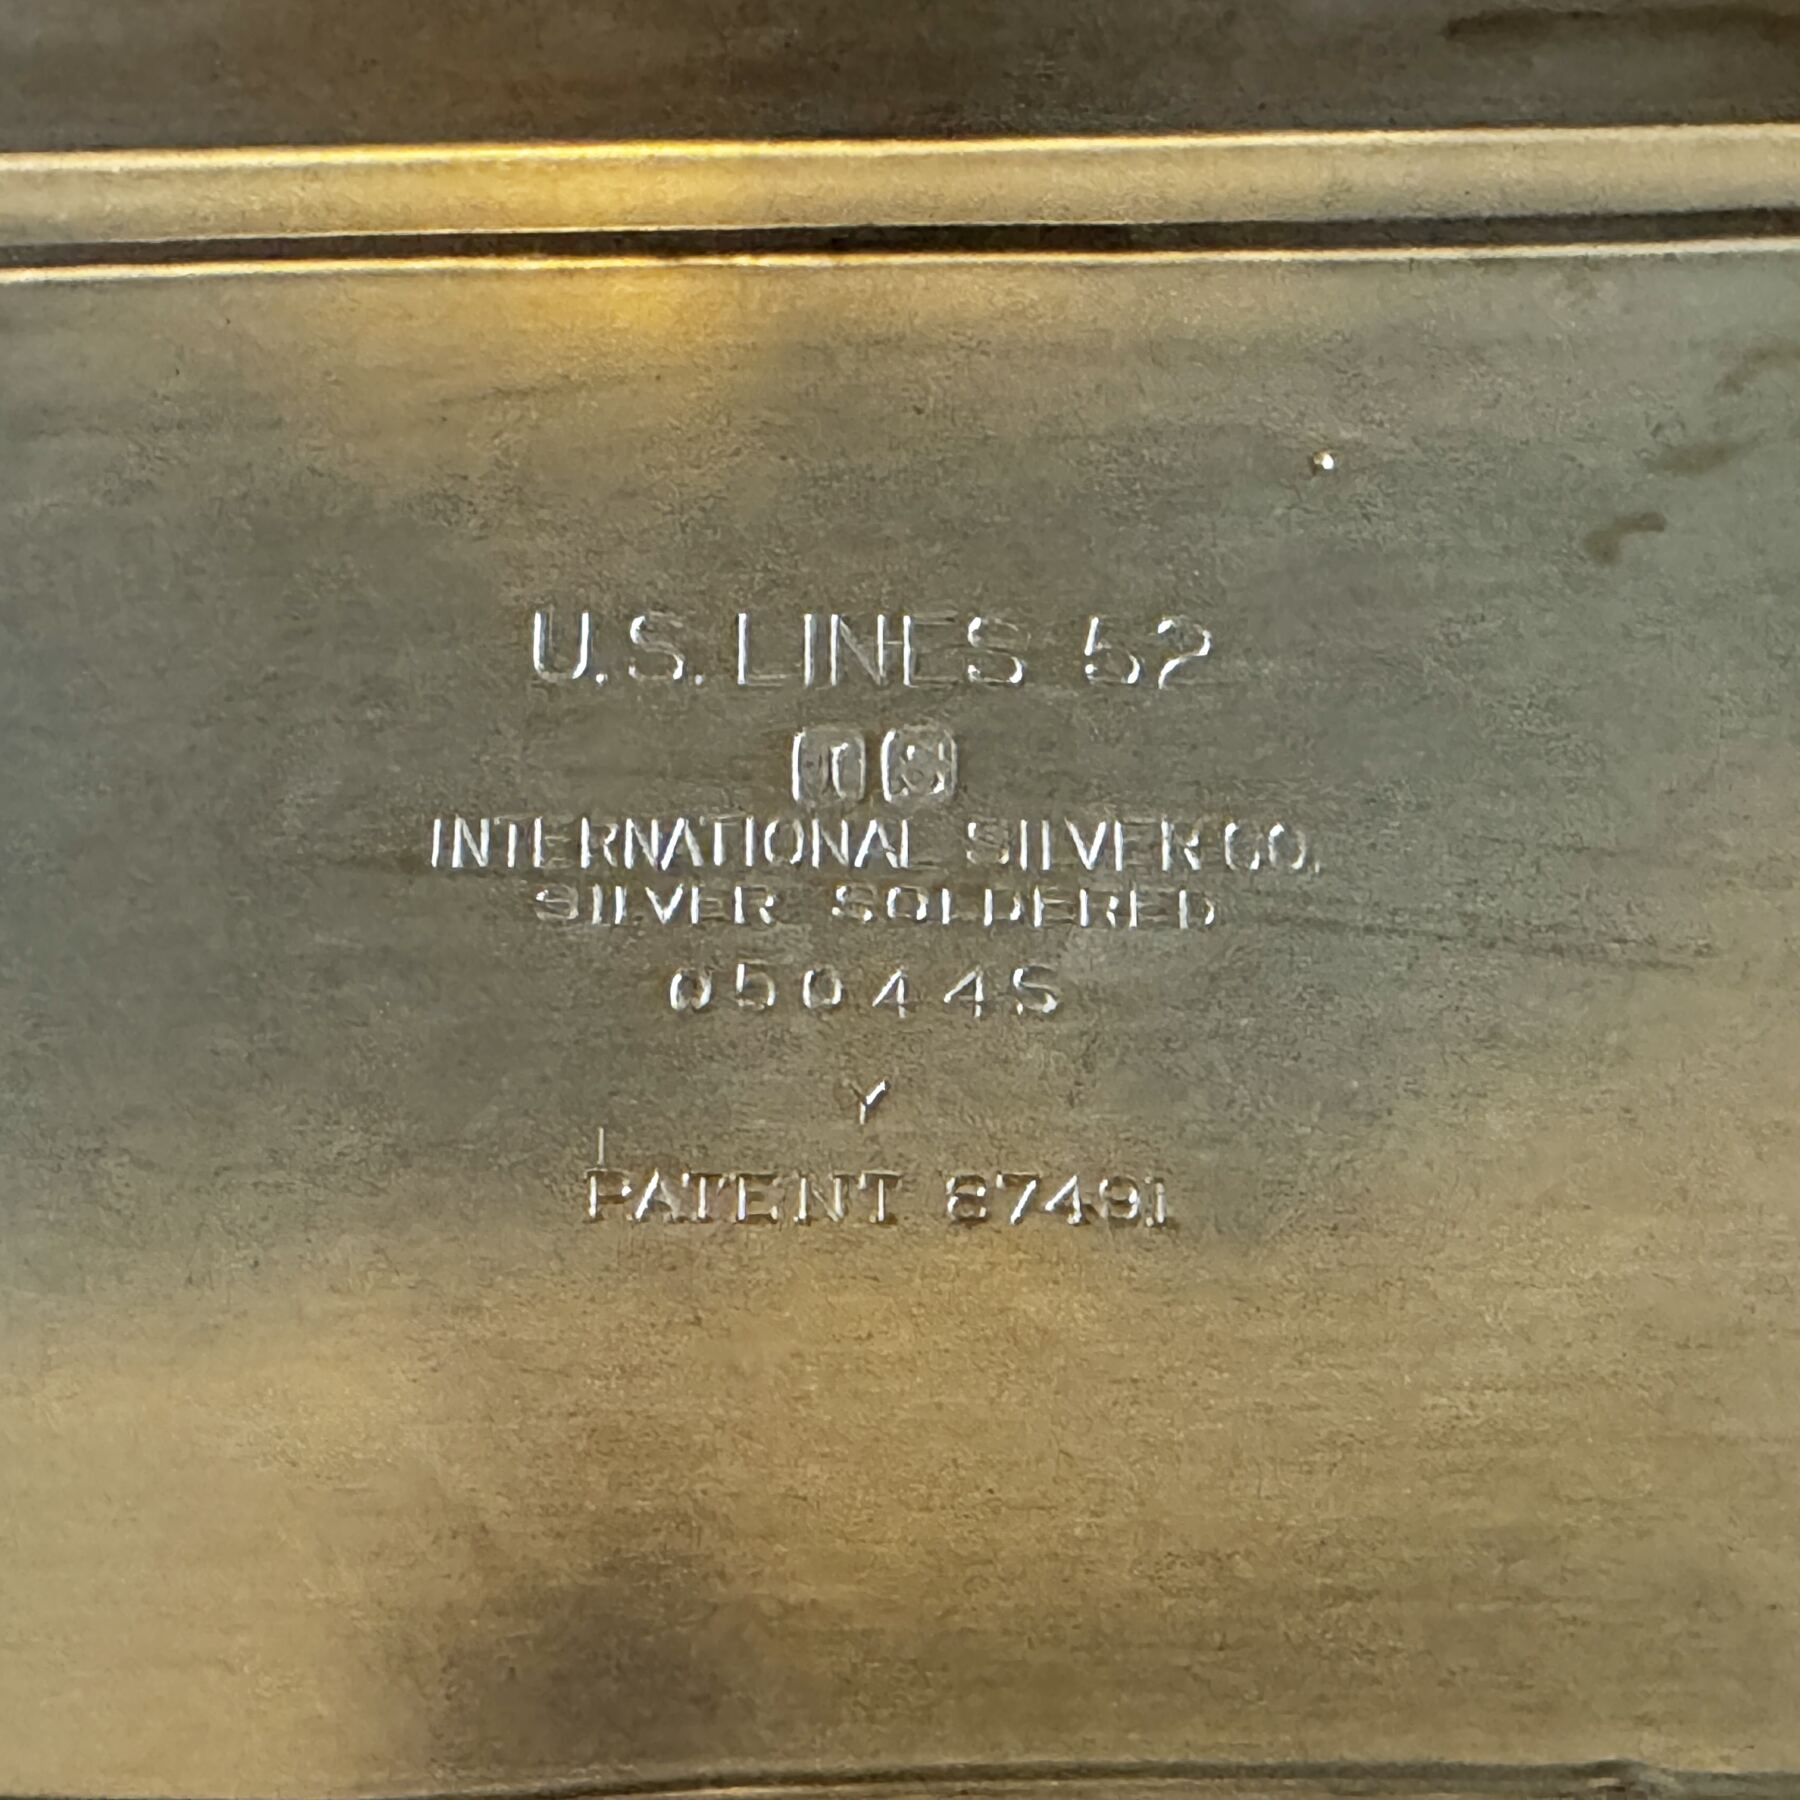 U.S. LINES 52
I S
INTERNATIONAL SILVER CO.
SILVER SOLDERED
05044S
Y
PATENT 87491